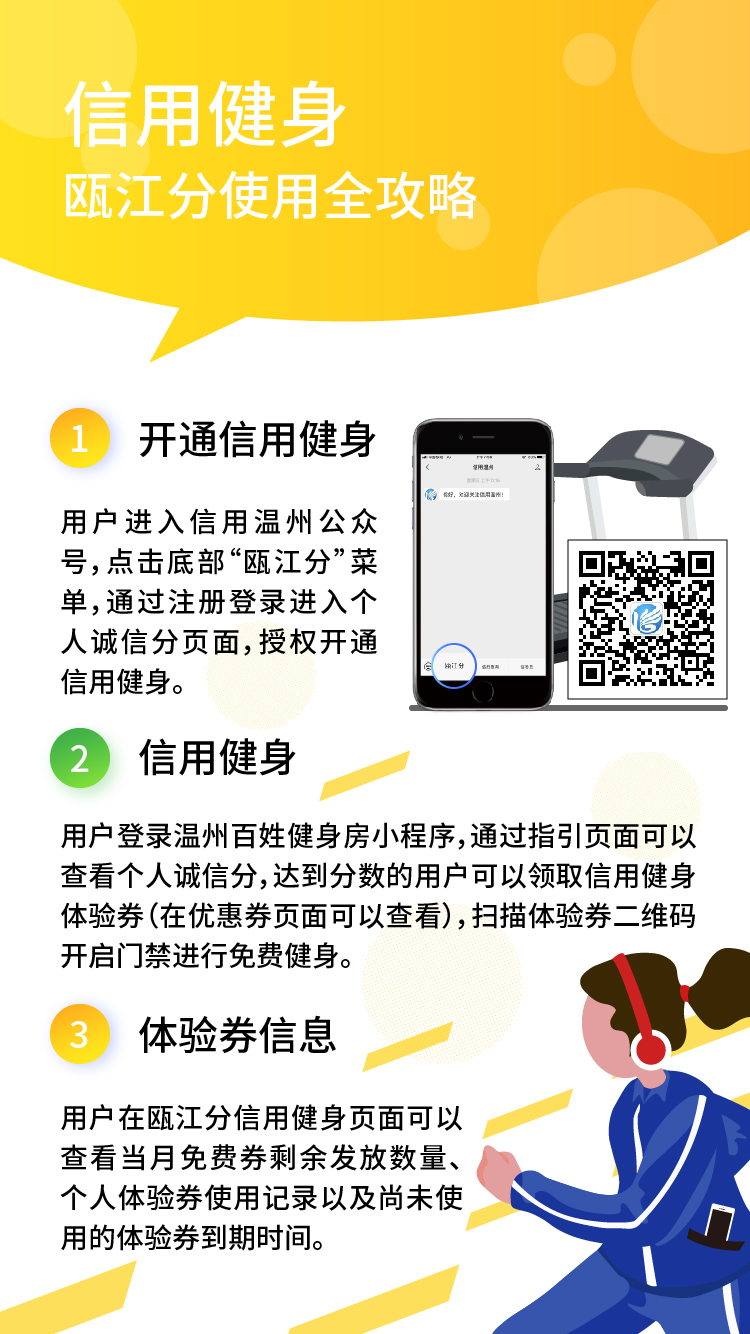 信用健身
瓯江分使用全攻略
1 开通信用健身
用户进入信用温州公众
号，点击底部“瓯江分”菜
单，通过注册登录进入个
人诚信分页面，授权开通
信用健身。
信用温州
你好，欢迎关注信用温州！
瓯江分
信息查询
2 信用健身
用户登录温州百姓健身房小程序，通过指引页面可以
查看个人诚信分，达到分数的用户可以领取信用健身
体验券（在优惠券页面可以查看），扫描体验券二维码
开启门禁进行免费健身。
3 体验券信息
用户在瓯江分信用健身页面可以
查看当月免费券剩余发放数量、
个人体验券使用记录以及尚未使
用的体验券到期时间。